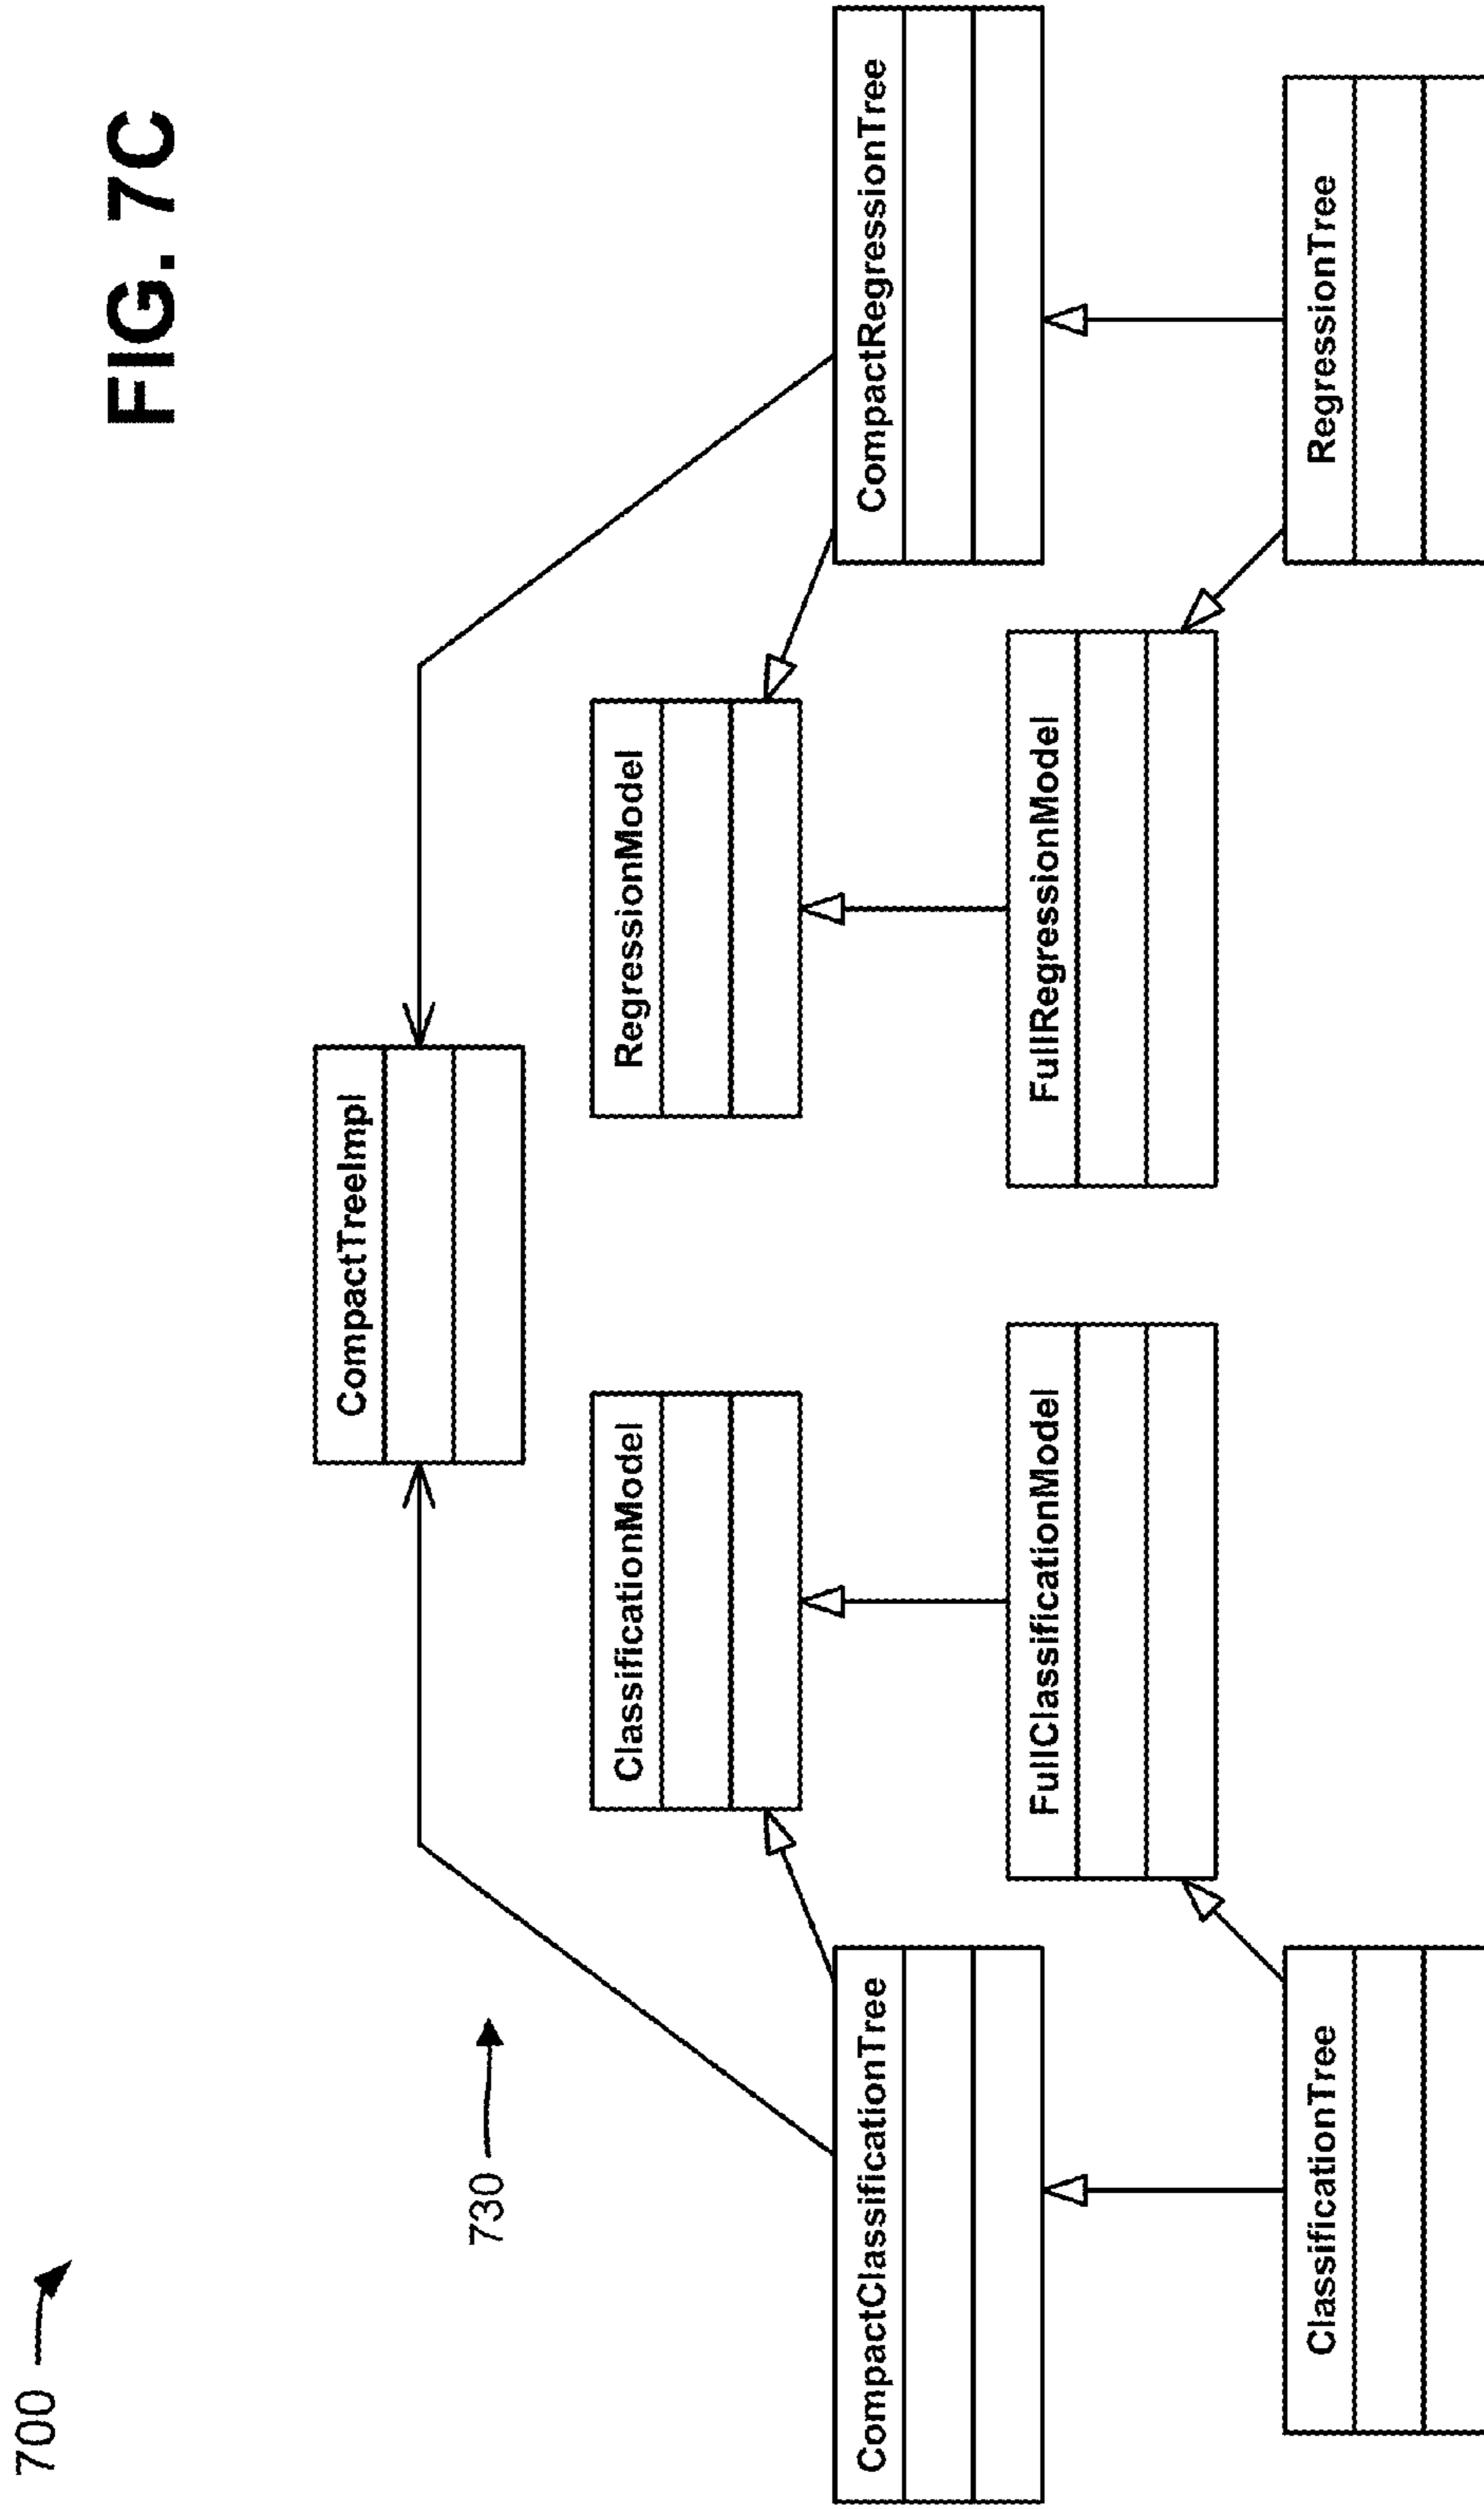 700
FIG. 7C
730
CompactTreeImpl
ClassificationModel
RegressionModel
CompactClassificationTree
CompactRegressionTree
FullClassificationModel
FullRegressionModel
ClassificationTree
RegressionTree